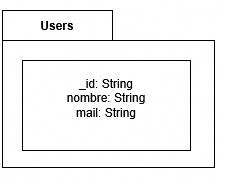 Users
_id: String
nombre: String
mail: String